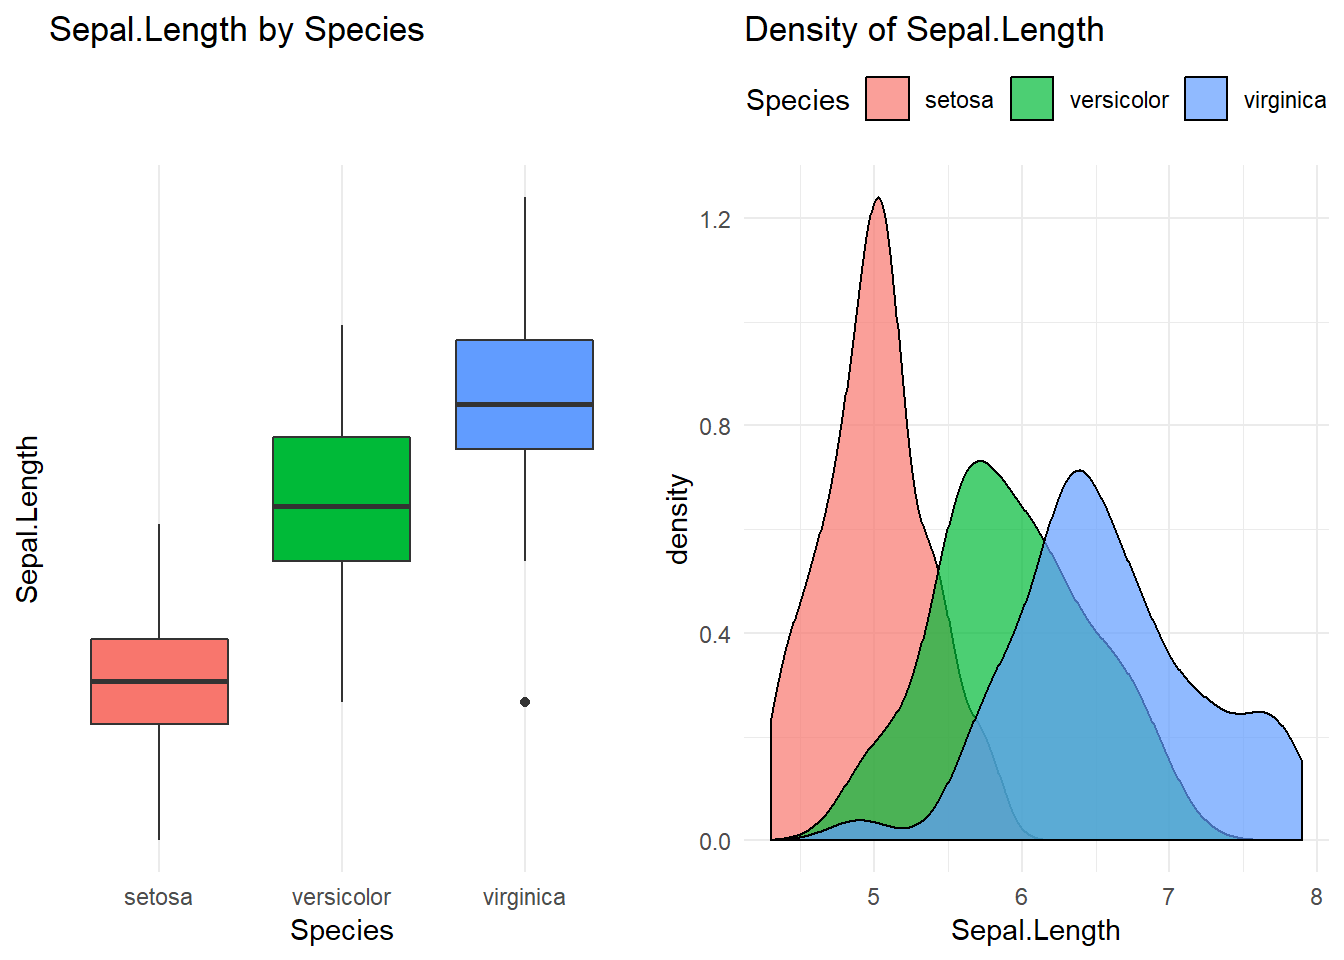 Sepal.Length by Species
Sepal.Length
setosa versicolor virginica
Species
Density of Sepal.Length
Species setosa versicolor virginica
density
1.2
0.8
0.4
0.0
5 6 7 8
Sepal.Length